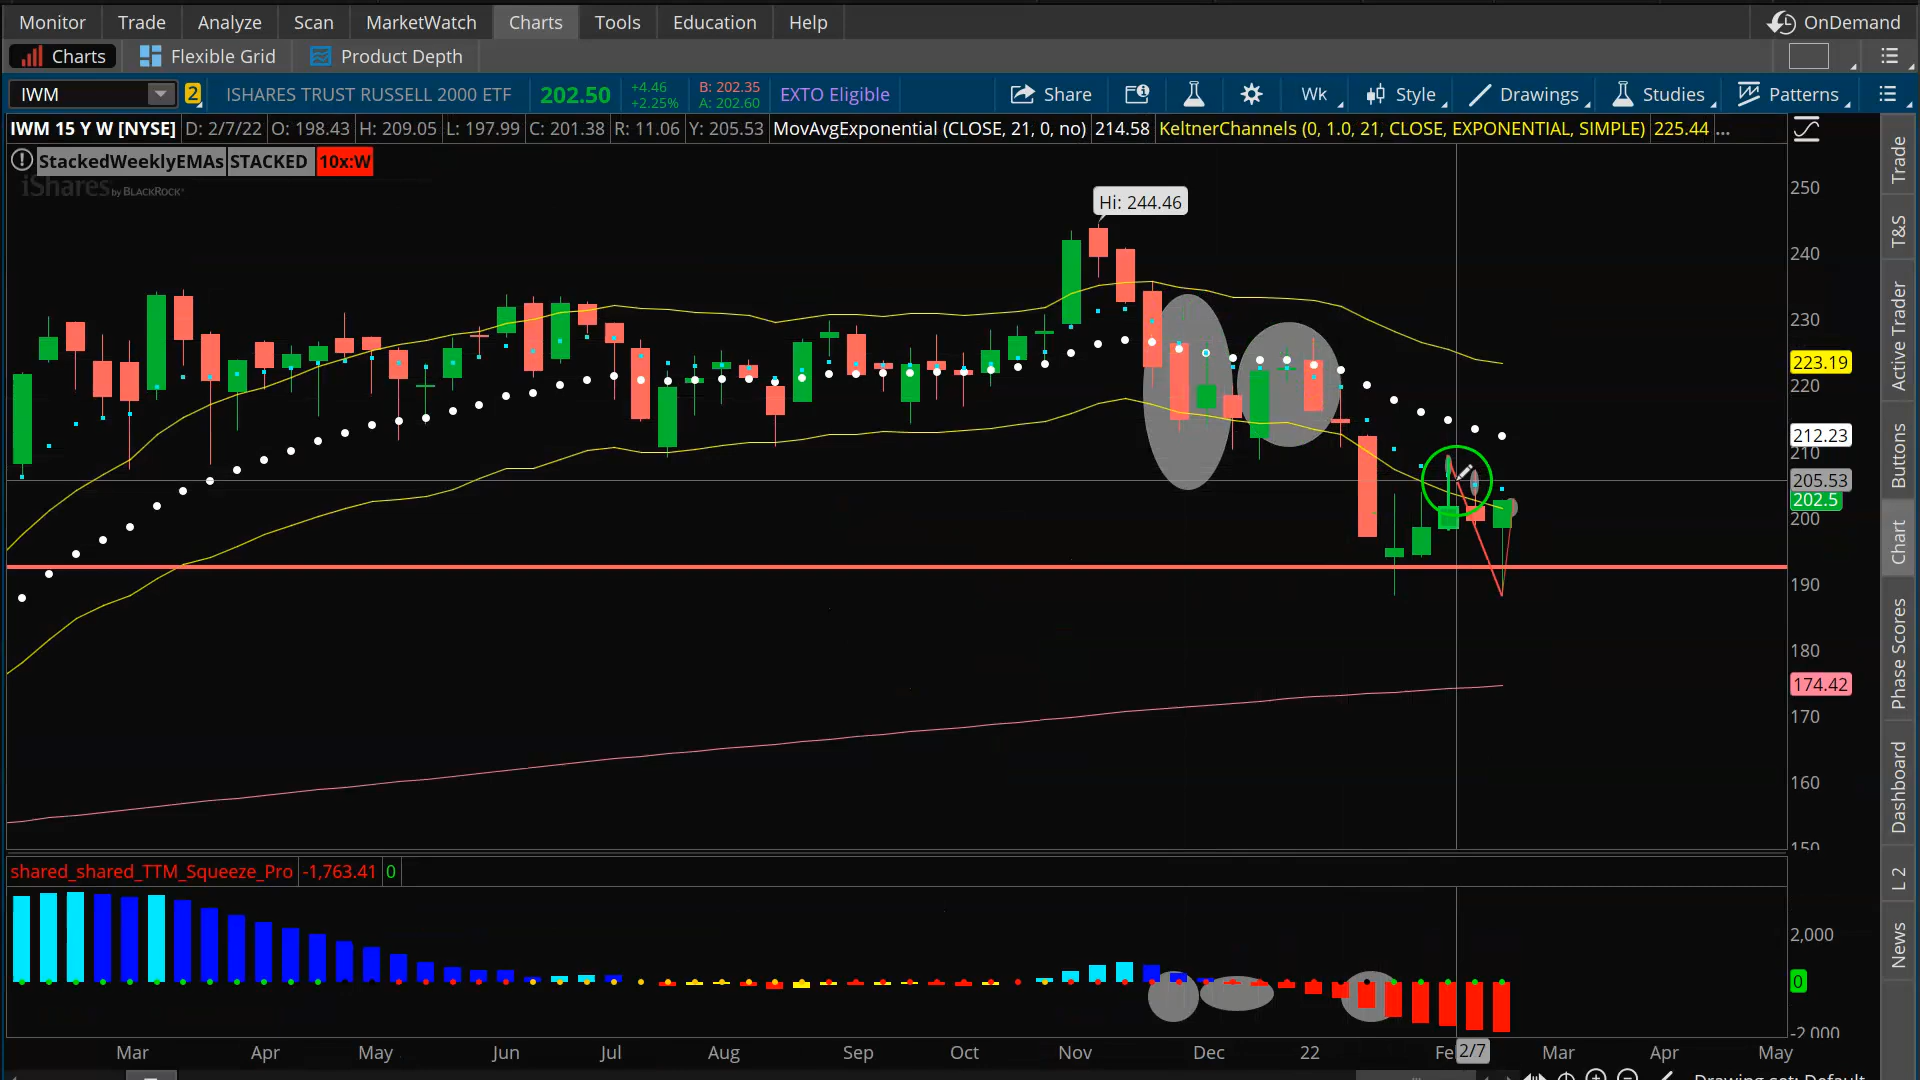 Monitor Trade Analyze Scan MarketWatch Charts Tools Education Help OnDemand
Charts Flexible Grid Product Depth
IWM 2 ISHARES TRUST RUSSELL 2000 ETF 202.50 +4.46 B: 202.35 EXTO Eligible Share Wk Style Drawings Studies Patterns
+2.25% A: 202.60
IWM 15 Y W [NYSE] D: 2/7/22 O: 198.43 H: 209.05 L: 197.99 C: 201.38 R: 11.06 Y: 205.53 MovAvgExponential (CLOSE, 21, 0, no) 214.58 KeltnerChannels (0, 1.0, 21, CLOSE, EXPONENTIAL, SIMPLE) 225.44 ...
StackedWeeklyEMAs STACKED 10x:W
iShares by BLACKROCK
Hi: 244.46
250
240
230
223.19
220
212.23
210
205.53
202.5
200
190
180
174.42
170
160
150
shared_shared_TTM_Squeeze_Pro -1,763.41 0
2,000
0
-2,000
Mar Apr May Jun Jul Aug Sep Oct Nov Dec 22 Fe 2/7 Mar Apr May
Drawing set: Default
Trade
T&S
Active Trader
Buttons
Chart
Phase Scores
Dashboard
L 2
News